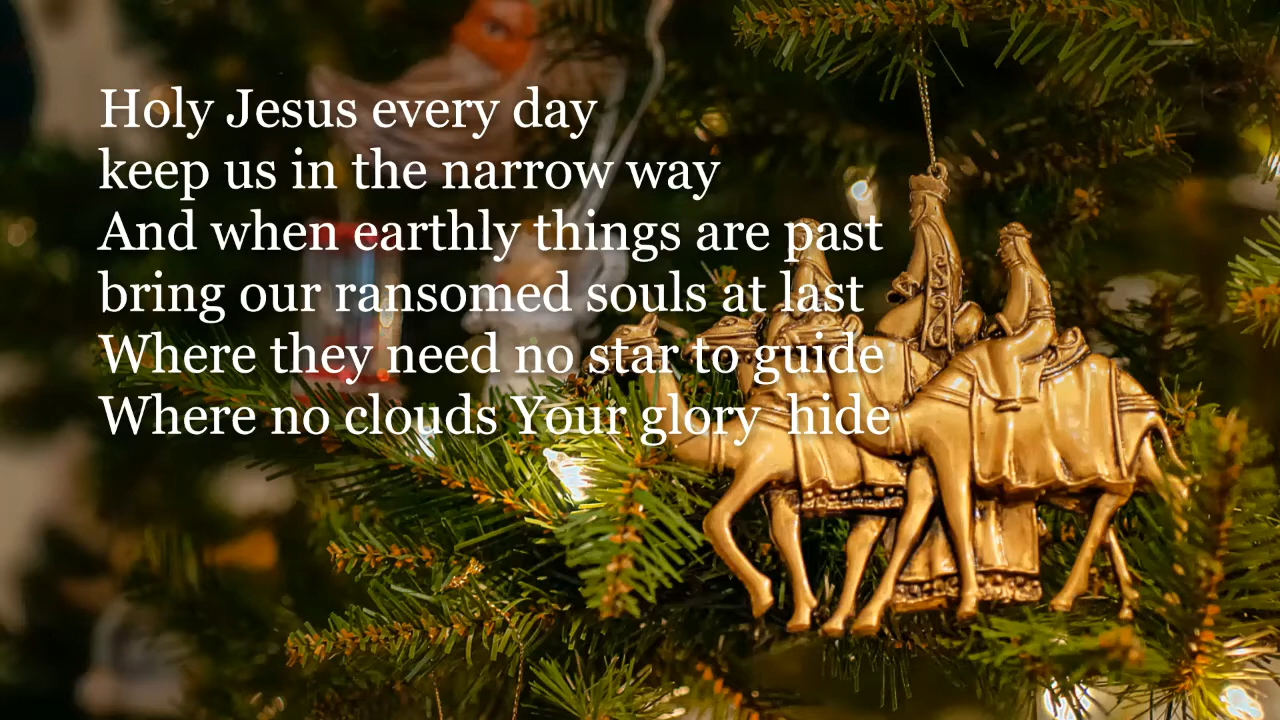 Holy Jesus every day
keep us in the narrow way
And when earthly things are past
bring our ransomed souls at last
Where they need no star to guide
Where no clouds Your glory  hide